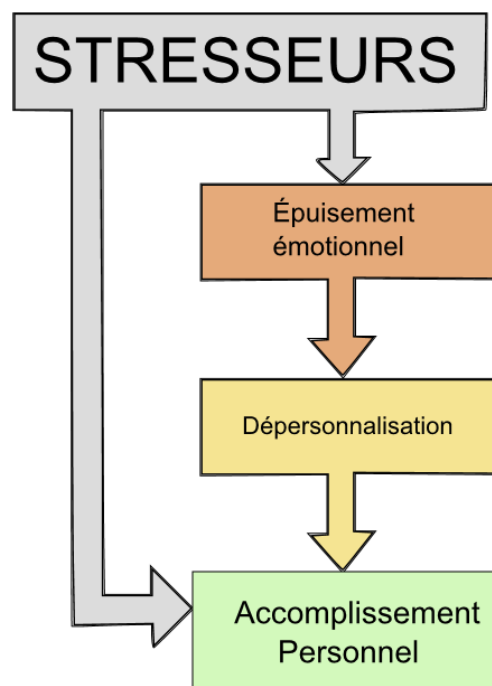 STRESSEURS
Épuisement
émotionnel
Dépersonnalisation
Accomplissement
Personnel